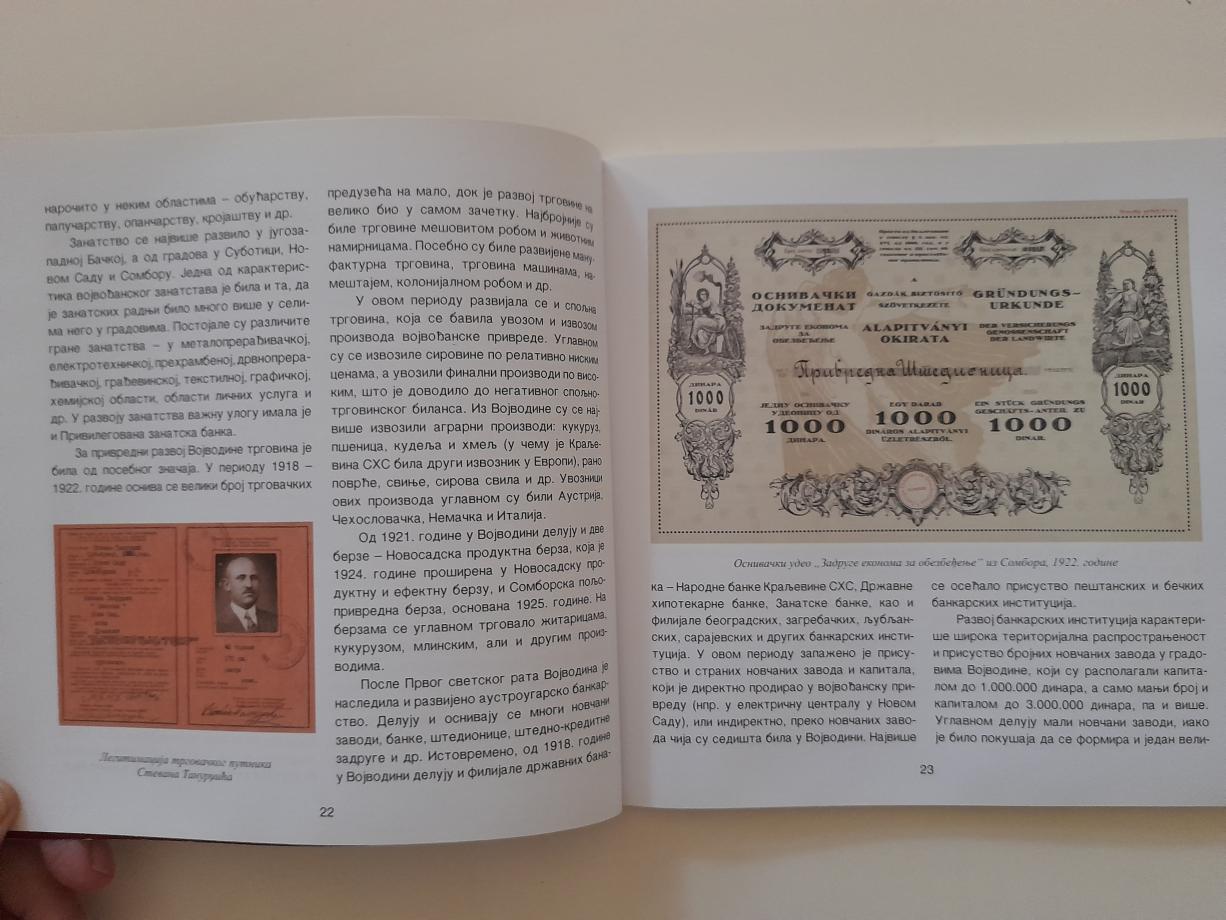 нарочито у неким областима – обућарству,
папучарству, опанчарству, кројаштву и др.
Занатство се највише развило у југоза-
падној Бачкој, а од градова у Суботици, Но-
вом Саду и Сомбору. Једна од карактерис-
тика војвођанског занатства је била и та, да
је занатских радњи било много више у сели-
ма него у градовима. Постојале су различите
гране занатства – у металопрерађивачкој,
електротехничкој, прехрамбеној, дрвнопрера-
ђивачкој, грађевинској, текстилној, графичкој,
хемијској области, области личних услуга и
др. У развоју занатства важну улогу имала је
и Привилегована занатска банка.
За привредни развој Војводине трговина је
била од посебног значаја. У периоду 1918 –
1922. године оснива се велики број трговачких
Легитимација трговачког путника
Стевана Танурџића
22
предузећа на мало, док је развој трговине на
велико био у самом зачетку. Најбројније су
биле трговине мешовитом робом и животним
намирницама. Посебно су биле развијене ману-
фактурна трговина, трговина машинама, на-
мештајем, колонијалном робом и др.
У овом периоду развијала се и спољна
трговина, која се бавила увозом и извозом
производа војвођанске привреде. Углавном
су се извозиле сировине по релативно ниским
ценама, а увозили финални производи по висо-
ким, што је доводило до негативног спољно-
трговинског биланса. Из Војводине су се нај-
више извозили аграрни производи: кукуруз,
пшеница, кудеља и хмељ (у чему је Краље-
вина СХС била други извозник у Европи), рано
поврће, свиње, сирова свила и др. Увозници
ових производа углавном су били Аустрија,
Чехословачка, Немачка и Италија.
Од 1921. године у Војводини делују и две
берзе – Новосадска продуктна берза, која је
1924. године проширена у Новосадску про-
дуктну и ефектну берзу, и Сомборска пољо-
привредна берза, основана 1925. године. На
берзама се углавном трговало житарицама,
кукурузом, млинским, али и другим произ-
водима.
После Првог светског рата Војводина је
наследила и развијено аустроугарско банкар-
ство. Делују и оснивају се многи новчани
заводи, банке, штедионице, штедно-кредитне
задруге и др. Истовремено, од 1918. године
у Војводини делују и филијале државних бана-
ОСНИВАЧКИ
ДОКУМЕНАТ
ЗАДРУГЕ ЕКОНОМА
ЗА
ОБЕЗБЕЂЕЊЕ
A
GAZDÁK BIZTOSITÓ
SZÖVETKEZETE
ALAPITVÁNYI
OKIRATA
GRÜNDUNGS-
URKUNDE
DER VERSICHERUNGS
GENOSSENSCHAFT
DER LANDWIRTE
Привредна Штедионица.
ДИНАРА
1000
DINÁR
ДИНАРА
1000
DINAR
ЈЕДНУ ОСНИВАЧКУ
УДЕОНИЦУ ОД
1000
ДИНАРА.
EGY DARAB
1000
DINÁROS ALAPITVÁNYI
ÜZLETRÉSZRŐL.
EIN STÜCK GRÜNDUNGS
GESCHÄFTS-ANTEIL ZU
1000
DINAR.
Оснивачки удео „Задруге економа за обезбеђење" из Сомбора, 1922. године
ка – Народне банке Краљевине СХС, Државне
хипотекарне банке, Занатске банке, као и
филијале београдских, загребачких, љубљан-
ских, сарајевских и других банкарских инсти-
туција. У овом периоду запажено је прису-
ство и страних новчаних завода и капитала,
који је директно продирао у војвођанску при-
вреду (нпр. у електричну централу у Новом
Саду), или индиректно, преко новчаних заво-
да чија су седишта била у Војводини. Највише
се осећало присуство пештанских и бечких
банкарских институција.
Развој банкарских институција карактери-
ше широка територијална распрострањеност
и присуство бројних новчаних завода у градо-
вима Војводине, који су располагали капита-
лом до 1.000.000 динара, а само мањи број и
капиталом до 3.000.000 динара, па и више.
Углавном делују мали новчани заводи, иако
је било покушаја да се формира и један вели-
23